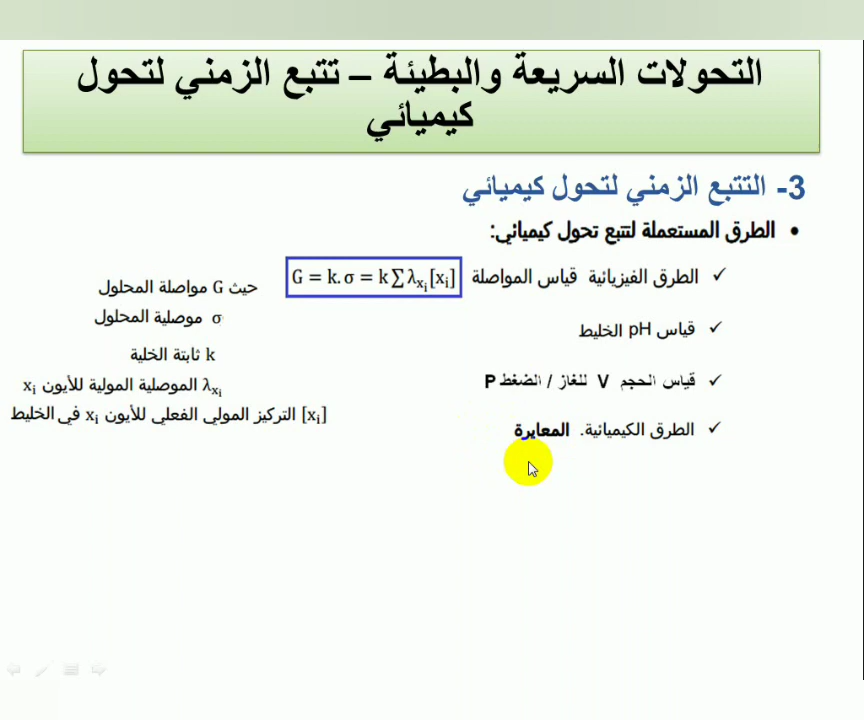 التحولات السريعة والبطيئة – تتبع الزمني لتحول
كيميائي
3- التتبع الزمني لتحول كيميائي
• الطرق المستعملة لتتبع تحول كيميائي:
✓ الطرق الفيزيائية قياس المواصلة G = k.σ = k∑λxᵢ[xᵢ]
حيث G مواصلة المحلول
σ موصلية المحلول
✓ قياس pH الخليط
k ثابتة الخلية
✓ قياس الحجم V للغاز / الضغط P
λxᵢ الموصلية المولية للأيون xᵢ
[xᵢ] التركيز المولي الفعلي للأيون xᵢ في الخليط
✓ الطرق الكيميائية. المعايرة